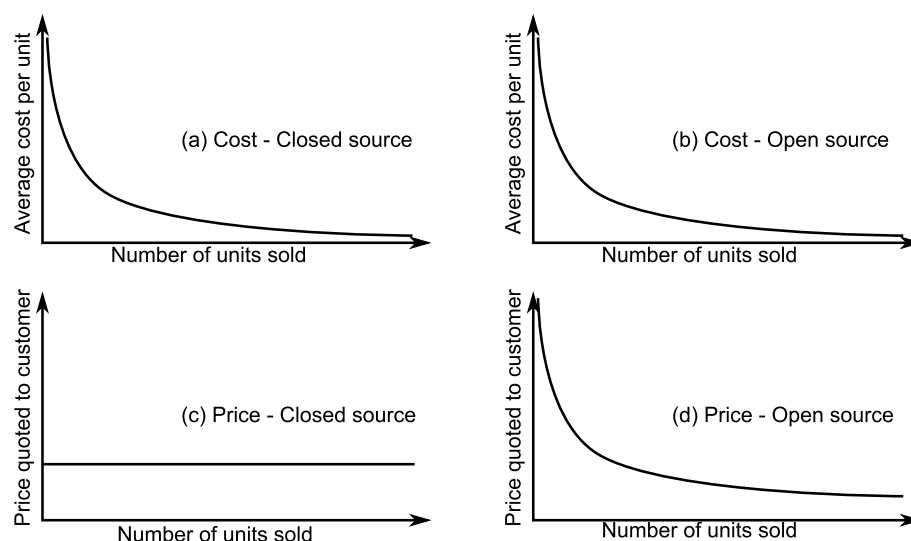 Average cost per unit
(a) Cost - Closed source
Number of units sold
Average cost per unit
(b) Cost - Open source
Number of units sold
Price quoted to customer
(c) Price - Closed source
Number of units sold
Price quoted to customer
(d) Price - Open source
Number of units sold